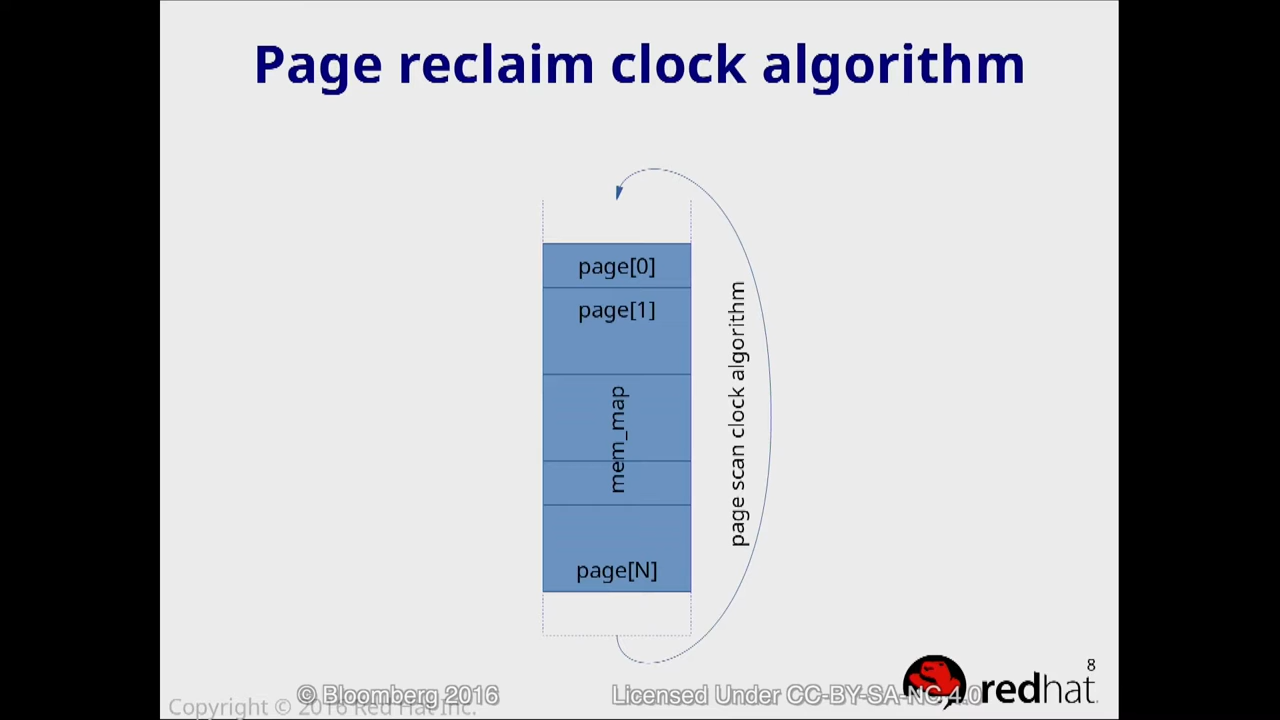 Page reclaim clock algorithm
page[0]
page[1]
mem_map
page scan clock algorithm
page[N]
8
redhat.
© Bloomberg 2016
Licensed Under CC-BY-SA-NC 4.0
Copyright © 2016 Red Hat Inc.